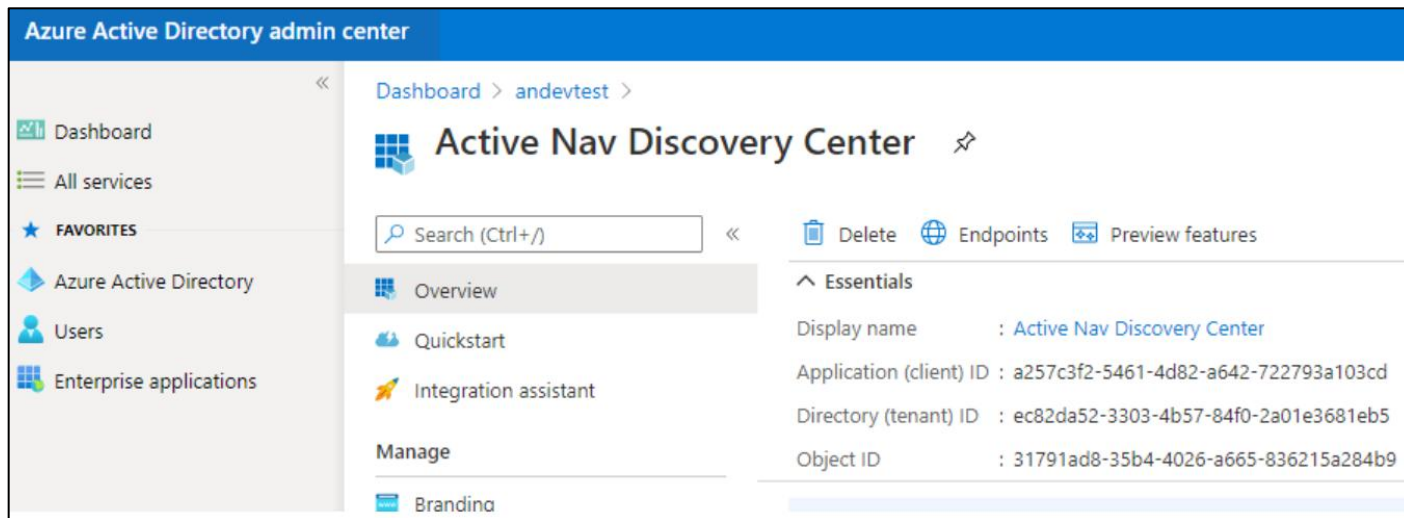 Azure Active Directory admin center
«
Dashboard
All services
FAVORITES
Azure Active Directory
Users
Enterprise applications
Dashboard > andevtest >
Active Nav Discovery Center
Search (Ctrl+/)
«
Overview
Quickstart
Integration assistant
Manage
Branding
Delete Endpoints Preview features
Essentials
Display name : Active Nav Discovery Center
Application (client) ID : a257c3f2-5461-4d82-a642-722793a103cd
Directory (tenant) ID : ec82da52-3303-4b57-84f0-2a01e3681eb5
Object ID : 31791ad8-35b4-4026-a665-836215a284b9